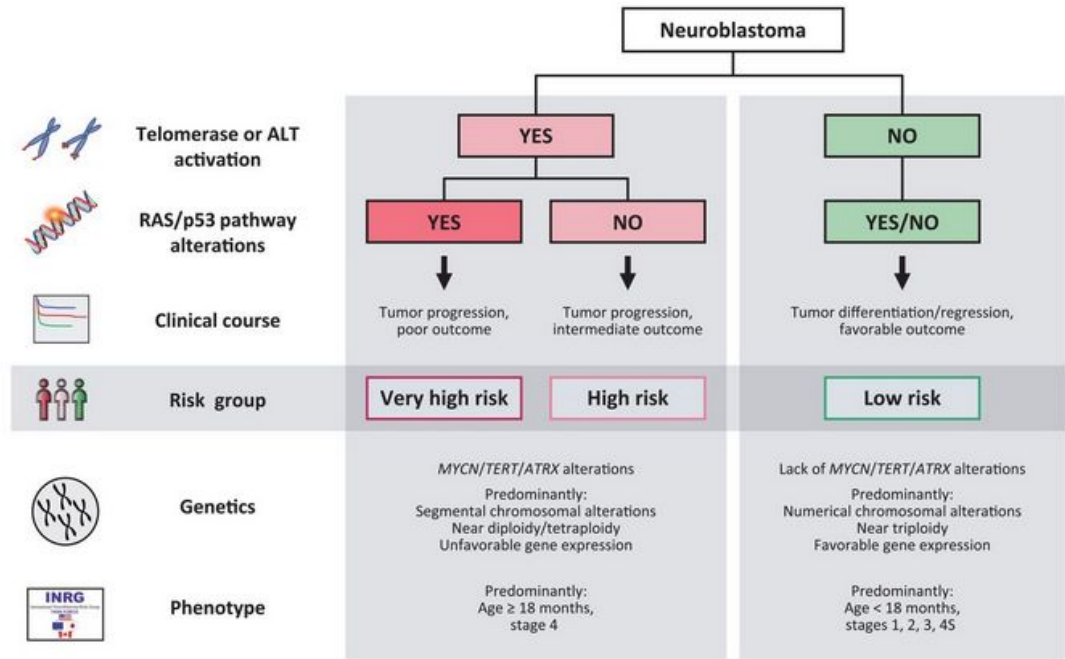 Neuroblastoma
Telomerase or ALT
activation
YES
NO
RAS/p53 pathway
alterations
YES
NO
YES/NO
Clinical course
Tumor progression,
poor outcome
Tumor progression,
intermediate outcome
Tumor differentiation/regression,
favorable outcome
Risk group
Very high risk
High risk
Low risk
Genetics
MYCN/TERT/ATRX alterations
Predominantly:
Segmental chromosomal alterations
Near diploidy/tetraploidy
Unfavorable gene expression
Lack of MYCN/TERT/ATRX alterations
Predominantly:
Numerical chromosomal alterations
Near triploidy
Favorable gene expression
INRG
Phenotype
Predominantly:
Age ≥ 18 months,
stage 4
Predominantly:
Age < 18 months,
stages 1, 2, 3, 4S